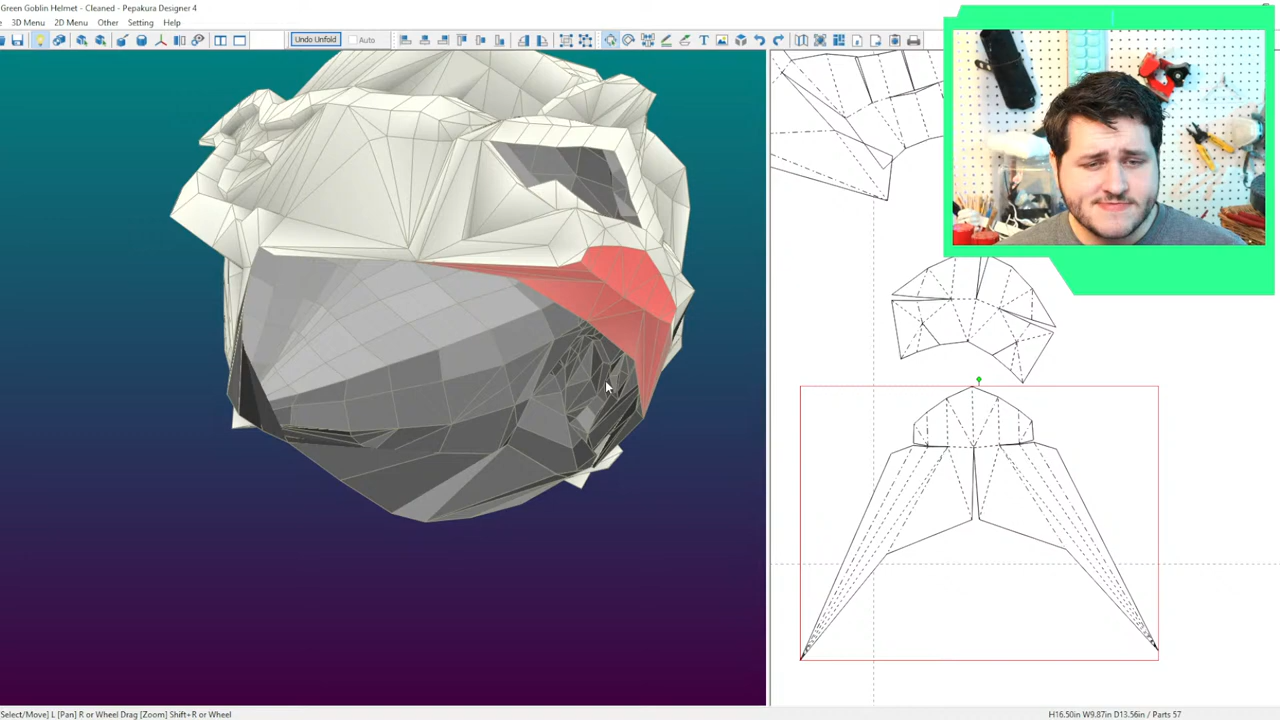 Green Goblin Helmet - Cleaned - Pepakura Designer 4
3D Menu 2D Menu Other Setting Help
Undo Unfold Auto
[Select/Move] L [Pan] R or Wheel Drag [Zoom] Shift+R or Wheel
H16.50in W9.87in D13.56in / Parts 57